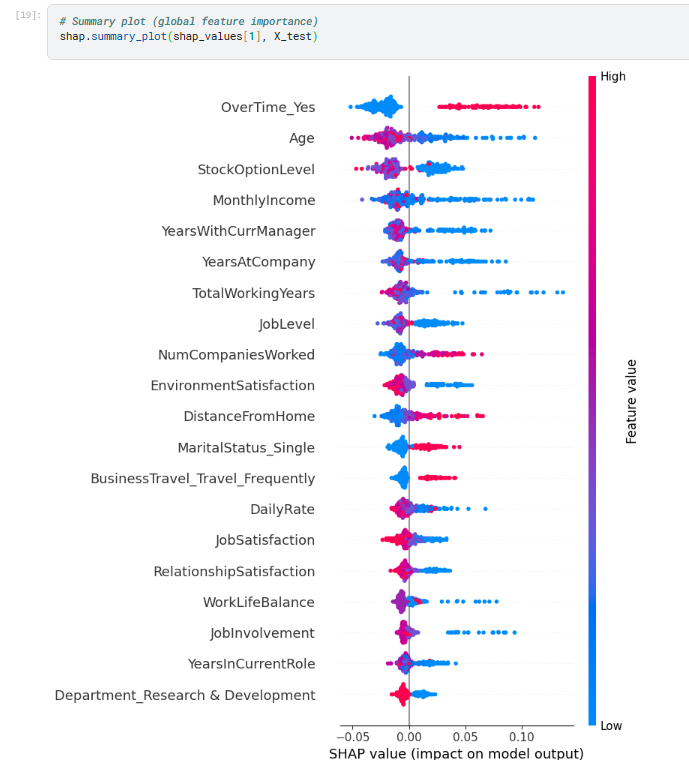 [19]:
# Summary plot (global feature importance)
shap.summary_plot(shap_values[1], X_test)
High
OverTime_Yes
Age
StockOptionLevel
MonthlyIncome
YearsWithCurrManager
YearsAtCompany
TotalWorkingYears
JobLevel
NumCompaniesWorked
EnvironmentSatisfaction
DistanceFromHome
MaritalStatus_Single
BusinessTravel_Travel_Frequently
DailyRate
JobSatisfaction
RelationshipSatisfaction
WorkLifeBalance
JobInvolvement
YearsInCurrentRole
Department_Research & Development
Feature value
Low
−0.05 0.00 0.05 0.10
SHAP value (impact on model output)